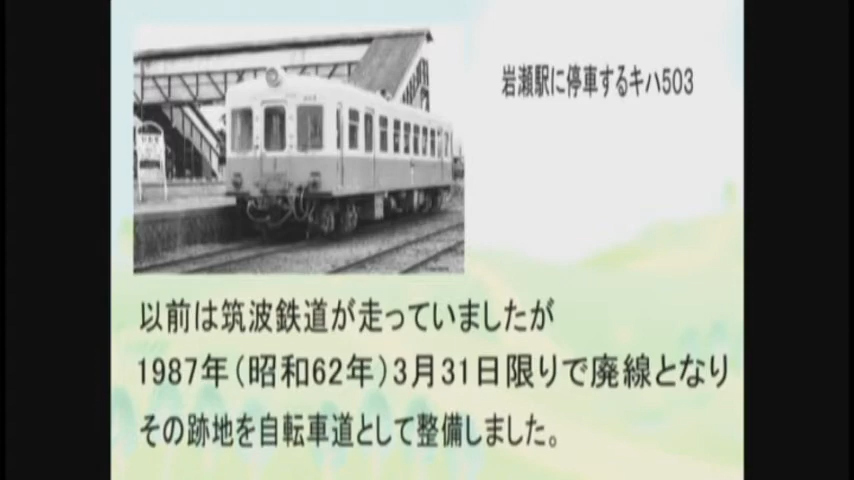 岩瀬駅に停車するキハ503
以前は筑波鉄道が走っていましたが
1987年(昭和62年)3月31日限りで廃線となり
その跡地を自転車道として整備しました。